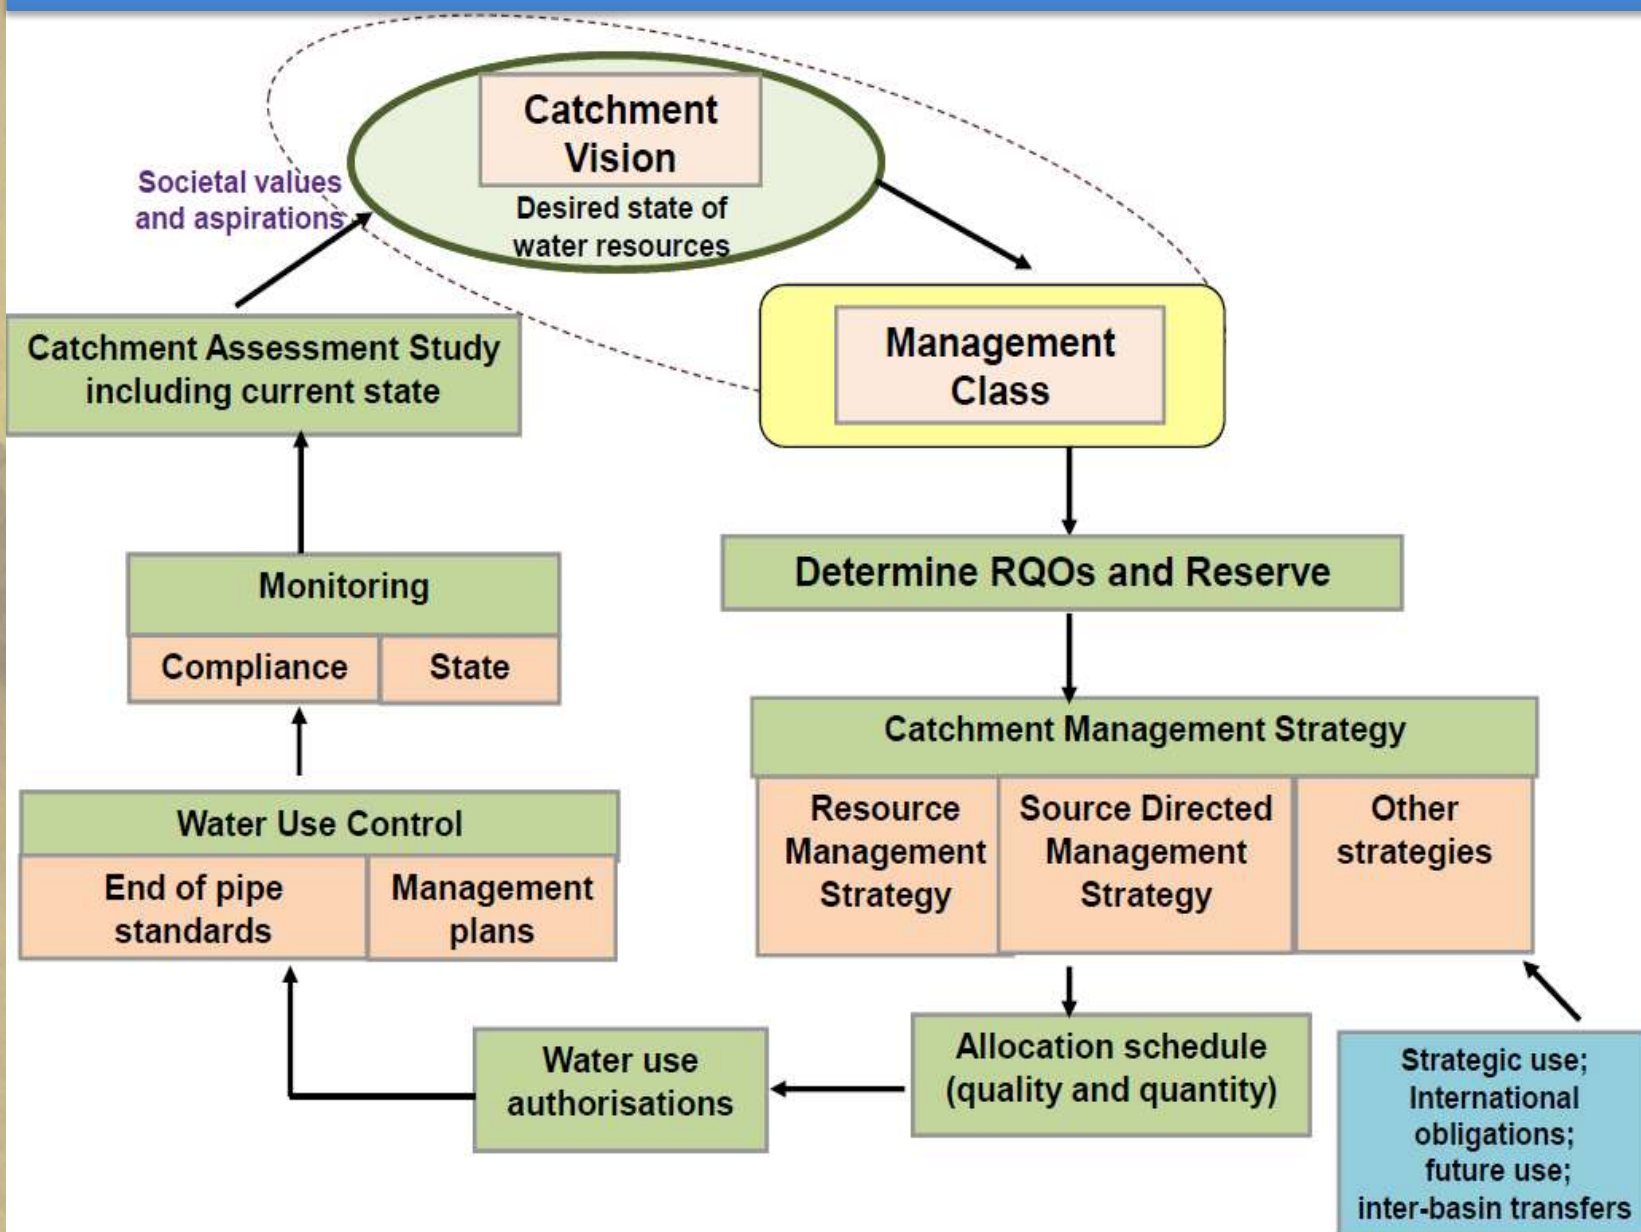 Catchment
Vision
Desired state of
water resources
Societal values
and aspirations
Management
Class
Catchment Assessment Study
including current state
Determine RQOs and Reserve
Monitoring
Compliance
State
Catchment Management Strategy
Resource
Management
Strategy
Source Directed
Management
Strategy
Other
strategies
Water Use Control
End of pipe
standards
Management
plans
Allocation schedule
(quality and quantity)
Water use
authorisations
Strategic use;
International
obligations;
future use;
inter-basin transfers